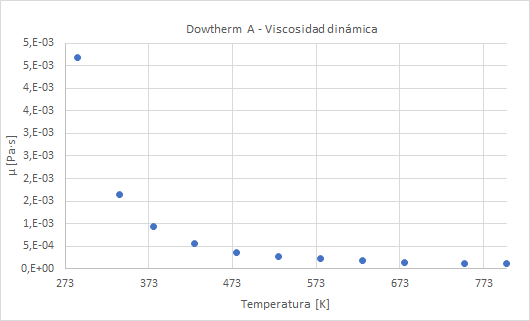 Dowtherm A - Viscosidad dinámica
5,E-03
5,E-03
4,E-03
4,E-03
3,E-03
3,E-03
2,E-03
2,E-03
1,E-03
5,E-04
0,E+00
µ [Pa·s]
273 373 473 573 673 773
Temperatura [K]